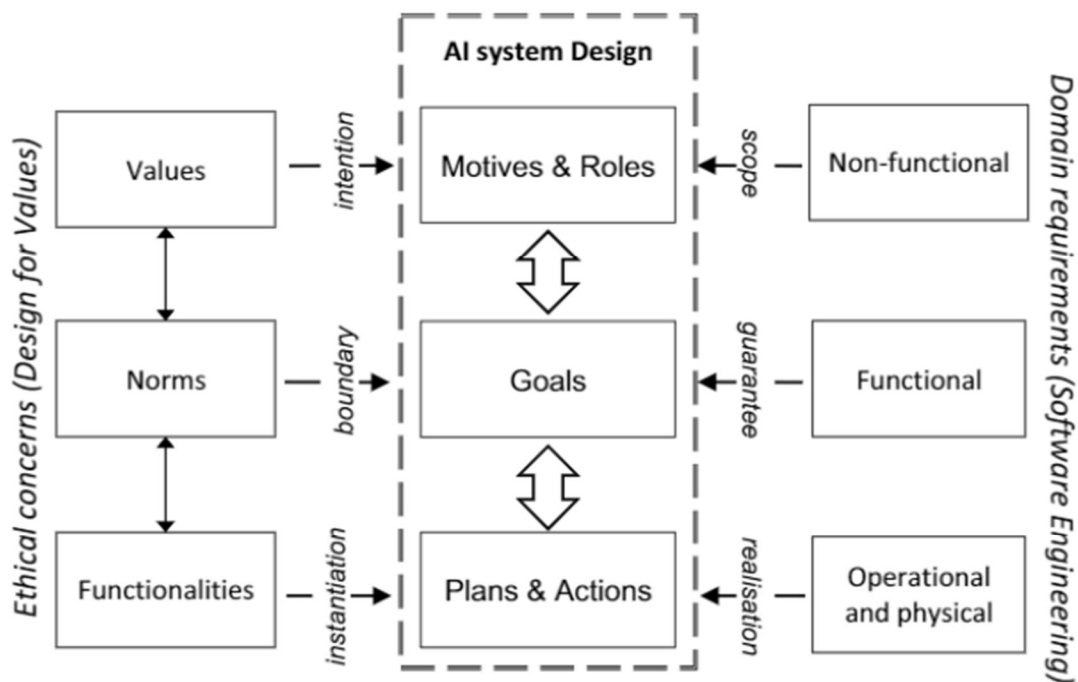 AI system Design
Ethical concerns (Design for Values)
Values
intention
Motives & Roles
scope
Non-functional
Norms
boundary
Goals
guarantee
Functional
Functionalities
instantiation
Plans & Actions
realisation
Operational
and physical
Domain requirements (Software Engineering)